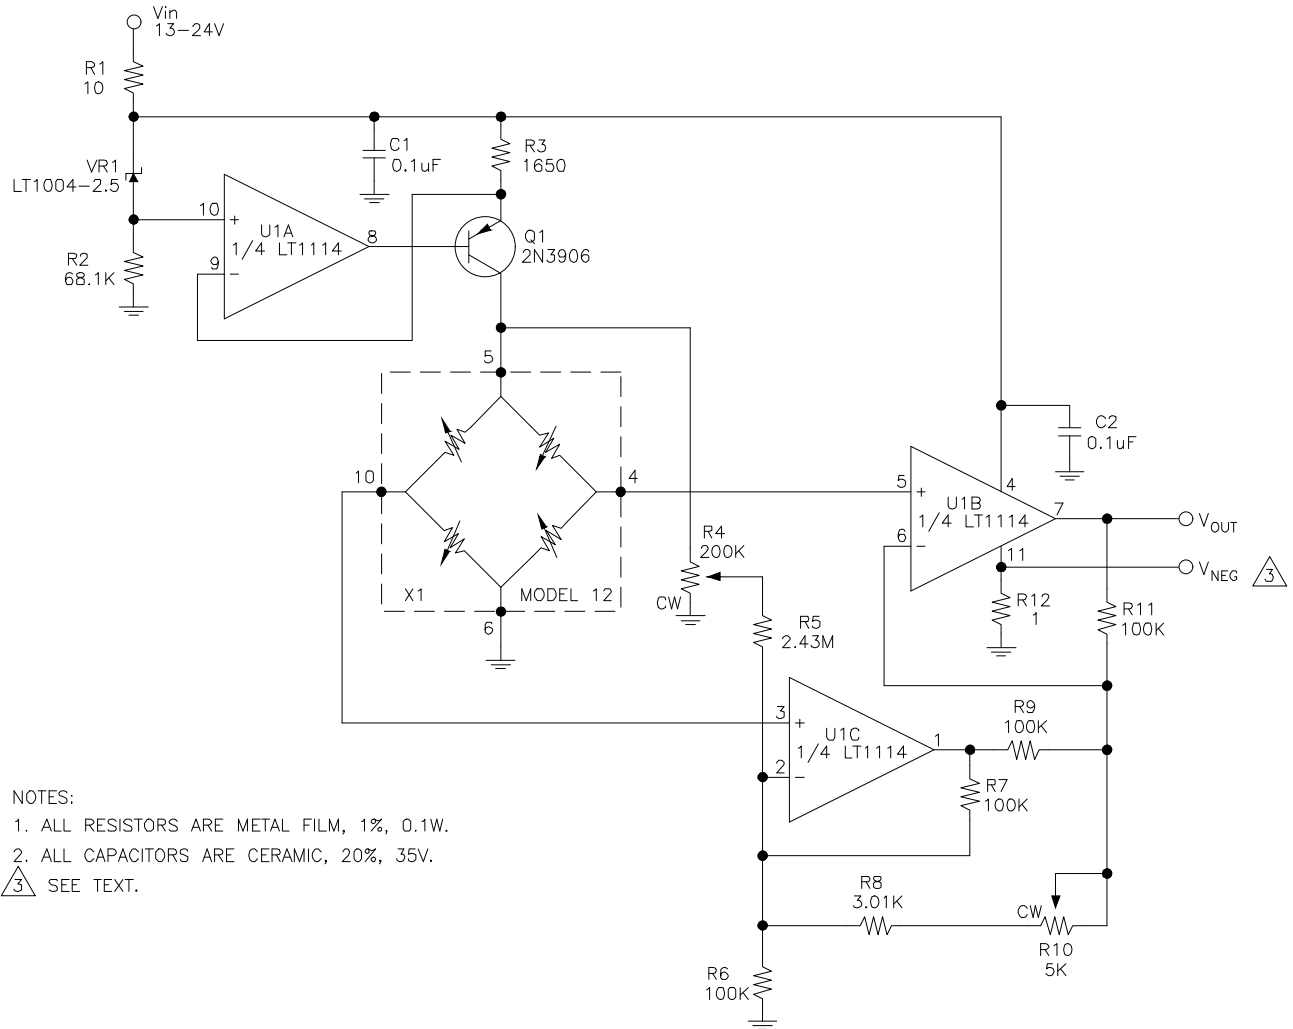 Vin
13-24V
R1
10
C1
0.1uF
R3
1650
VR1
LT1004-2.5
10
+
U1A
1/4 LT1114
8
Q1
2N3906
R2
68.1K
9
-
5
C2
0.1uF
10
4
5
+
4
U1B
1/4 LT1114
7
VOUT
R4
200K
6
-
11
VNEG
3
X1
MODEL 12
CW
R12
1
R11
100K
6
R5
2.43M
3
+
U1C
1/4 LT1114
1
R9
100K
2
-
R7
100K
NOTES:
1. ALL RESISTORS ARE METAL FILM, 1%, 0.1W.
2. ALL CAPACITORS ARE CERAMIC, 20%, 35V.
3 SEE TEXT.
R8
3.01K
CW
R10
5K
R6
100K